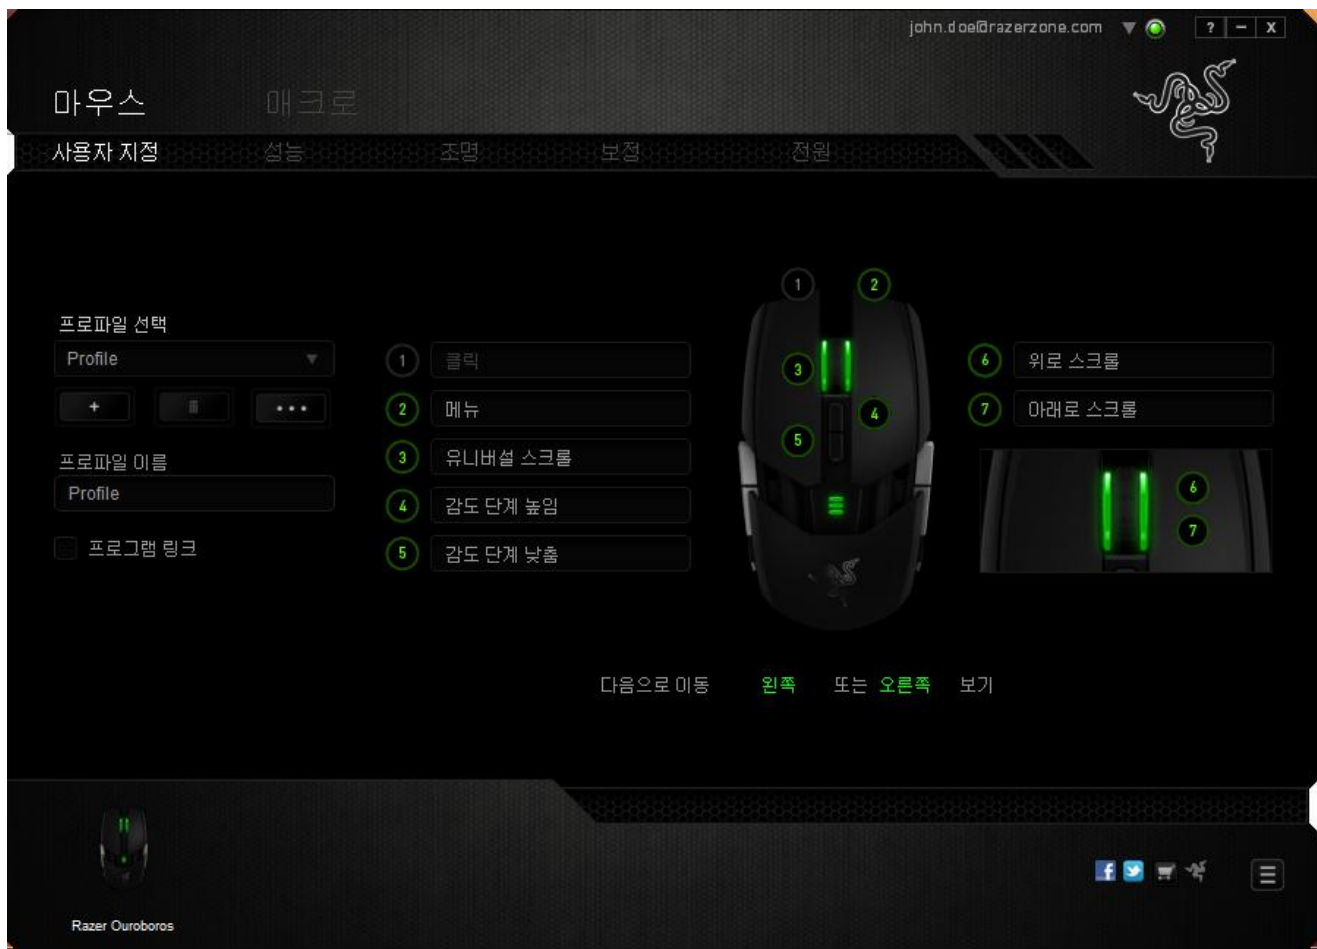 john.doe@razerzone.com
? − X
마우스 매크로
사용자 지정 성능 조명 보정 전원
프로파일 선택
Profile
+ •••
프로파일 이름
Profile
프로그램 링크
1 클릭
2 메뉴
3 유니버설 스크롤
4 감도 단계 높임
5 감도 단계 낮춤
1 2
3
4
5
6 위로 스크롤
7 아래로 스크롤
6
7
다음으로 이동 왼쪽 또는 오른쪽 보기
Razer Ouroboros